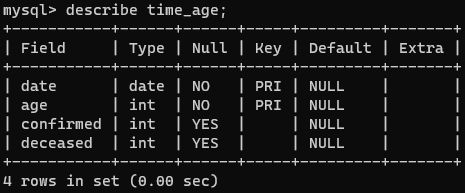 mysql> describe time_age;
+-----------+------+------+-----+---------+-------+
| Field     | Type | Null | Key | Default | Extra |
+-----------+------+------+-----+---------+-------+
| date      | date | NO   | PRI | NULL    |       |
| age       | int  | NO   | PRI | NULL    |       |
| confirmed | int  | YES  |     | NULL    |       |
| deceased  | int  | YES  |     | NULL    |       |
+-----------+------+------+-----+---------+-------+
4 rows in set (0.00 sec)